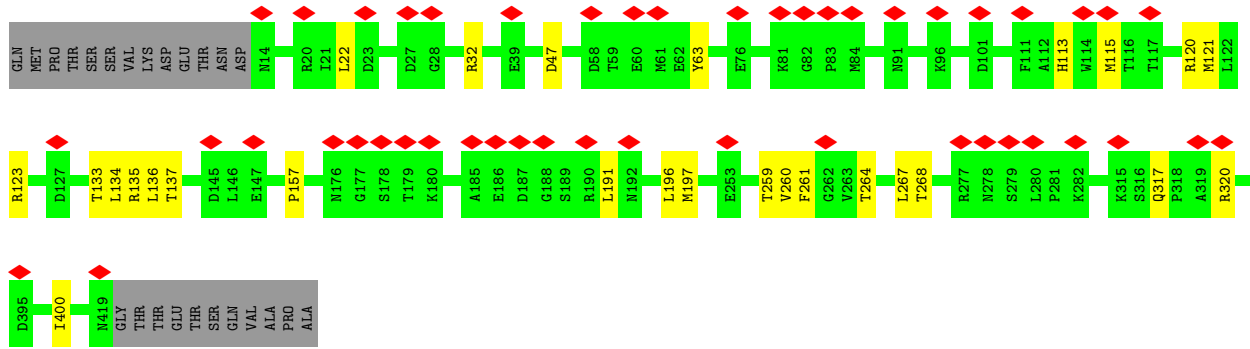 GLN MET PRO THR SER SER VAL LYS ASP GLU THR ASN ASP N14 R20 I21 L22 D23 D27 G28 R32 E39 D47 D58 T59 E60 M61 E62 Y63 E76 K81 G82 P83 M84 N91 K96 D101 F111 A112 H113 W114 M115 T116 T117 R120 M121 L122
R123 D127 T133 L134 R135 L136 T137 D145 L146 E147 P157 N176 G177 S178 T179 K180 A185 E186 D187 G188 S189 R190 L191 N192 L196 M197 E253 T259 V260 F261 G262 V263 T264 L267 T268 R277 N278 S279 L280 P281 K282 K315 S316 Q317 P318 A319 R320
D395 I400 N419 GLY THR THR GLU THR SER GLN VAL ALA PRO ALA